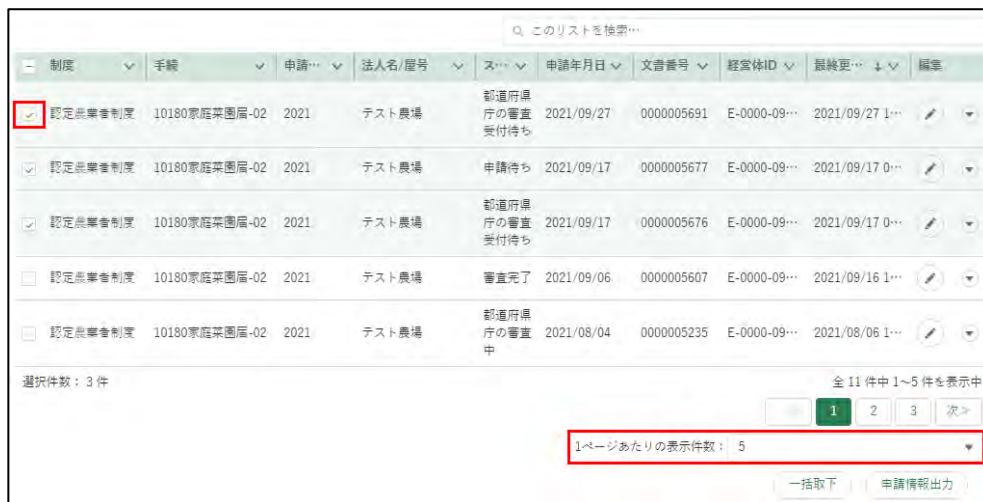 このリストを検索…
制度 手続 申請… 法人名/屋号 ス… 申請年月日 文書番号 経営体ID 最終更… ↓ 編集
認定農業者制度 10180家庭菜園届-02 2021 テスト農場 都道府県庁の審査受付待ち 2021/09/27 0000005691 E-0000-09… 2021/09/27 1…
認定農業者制度 10180家庭菜園届-02 2021 テスト農場 申請待ち 2021/09/17 0000005677 E-0000-09… 2021/09/17 0…
認定農業者制度 10180家庭菜園届-02 2021 テスト農場 都道府県庁の審査受付待ち 2021/09/17 0000005676 E-0000-09… 2021/09/17 0…
認定農業者制度 10180家庭菜園届-02 2021 テスト農場 審査完了 2021/09/06 0000005607 E-0000-09… 2021/09/16 1…
認定農業者制度 10180家庭菜園届-02 2021 テスト農場 都道府県庁の審査中 2021/08/04 0000005235 E-0000-09… 2021/08/06 1…
選択件数：3 件 全 11 件中 1～5 件を表示中
1 2 3 次>
1ページあたりの表示件数： 5
一括取下 申請情報出力